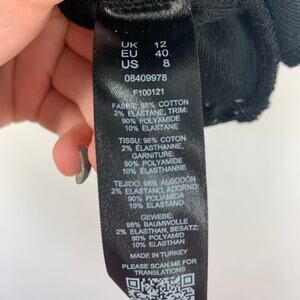 UK 12
EU 40.
US 8
08409978
F100121
FABRIC: 98% COTTON
2% ELASTANE, TRIM:
90% POLYAMIDE
10% ELASTANE
TISSU: 98% COTON
2% ÉLASTHANNE,
GARNITURE:
90% POLYAMIDE
10% ÉLASTHANNE
TEJIDO: 98% ALGODÓN
2% ELASTANO, ADORNO:
90% POLIAMIDA
10% ELASTANO
GEWEBE:
98% BAUMWOLLE
2% ELASTHAN, BESATZ:
90% POLYAMID
10% ELASTHAN
MADE IN TURKEY
PLEASE SCAN ME FOR
TRANSLATIONS